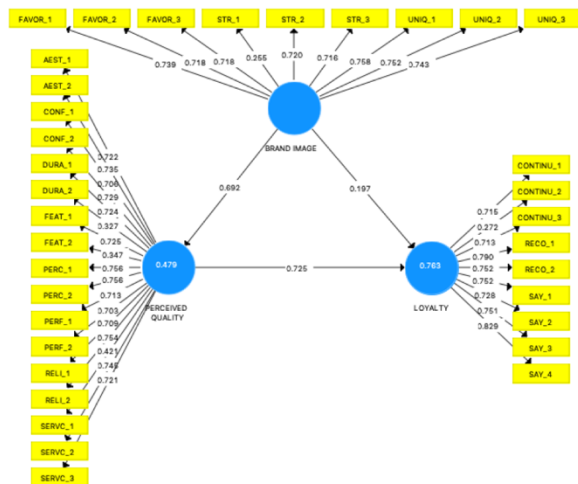 FAVOR_1 FAVOR_2 FAVOR_3 STR_1 STR_2 STR_3 UNIQ_1 UNIQ_2 UNIQ_3
0.739 0.718 0.718 0.255 0.720 0.716 0.758 0.752 0.743
BRAND IMAGE
AEST_1
AEST_2
CONF_1
CONF_2
DURA_1
DURA_2
FEAT_1
FEAT_2
PERC_1
PERC_2
PERF_1
PERF_2
RELI_1
RELI_2
SERVC_1
SERVC_2
SERVC_3
0.722
0.735
0.706
0.729
0.724
0.327
0.725
0.347
0.756
0.756
0.713
0.703
0.709
0.754
0.421
0.745
0.721
0.692
0.197
0.479
PERCEIVED
QUALITY
0.725
0.763
LOYALTY
0.715
0.272
0.713
0.790
0.752
0.752
0.728
0.751
0.829
CONTINU_1
CONTINU_2
CONTINU_3
RECO_1
RECO_2
SAY_1
SAY_2
SAY_3
SAY_4